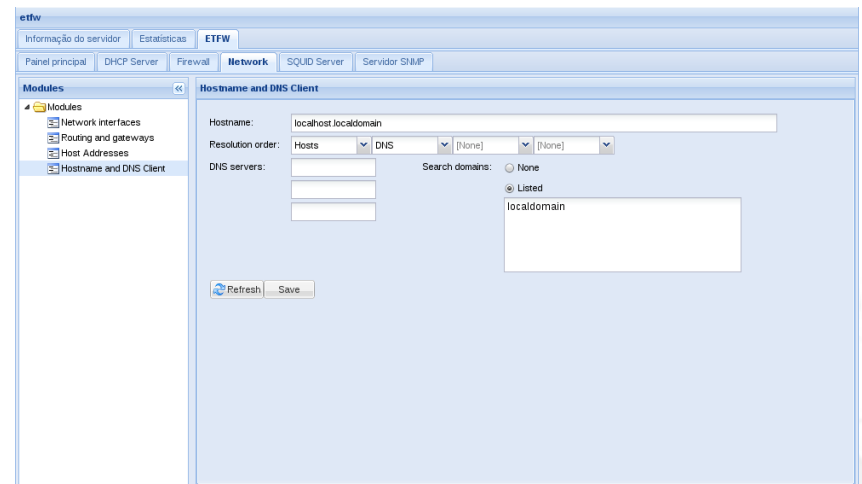 etfw
Informação do servidor Estatísticas ETFW
Painel principal DHCP Server Firewall Network SQUID Server Servidor SNMP
Modules
Modules
Network interfaces
Routing and gateways
Host Addresses
Hostname and DNS Client
Hostname and DNS Client
Hostname: localhost.localdomain
Resolution order: Hosts DNS [None] [None]
DNS servers: Search domains: None
Listed
localdomain
Refresh Save